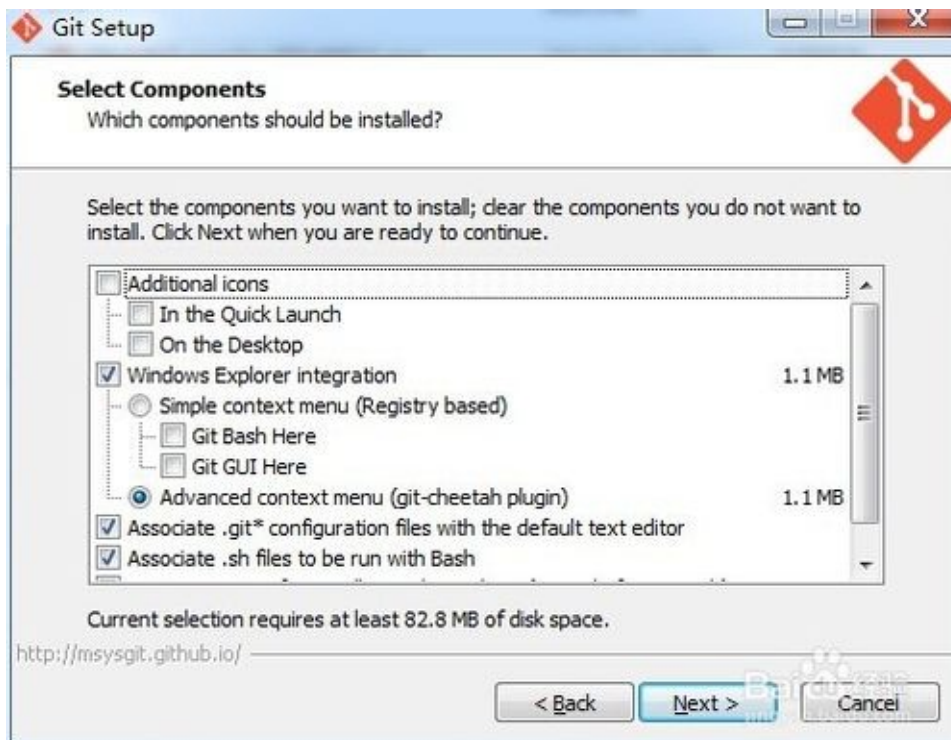 Git Setup
Select Components
Which components should be installed?
Select the components you want to install; clear the components you do not want to
install. Click Next when you are ready to continue.
Additional icons
In the Quick Launch
On the Desktop
Windows Explorer integration 1.1 MB
Simple context menu (Registry based)
Git Bash Here
Git GUI Here
Advanced context menu (git-cheetah plugin) 1.1 MB
Associate .git* configuration files with the default text editor
Associate .sh files to be run with Bash
Current selection requires at least 82.8 MB of disk space.
http://msysgit.github.io/
< Back Next > Cancel
Baidu 经验